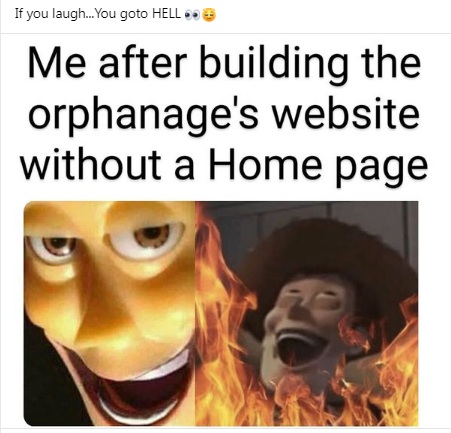 If you laugh...You goto HELL 👀😌
Me after building the
orphanage's website
without a Home page